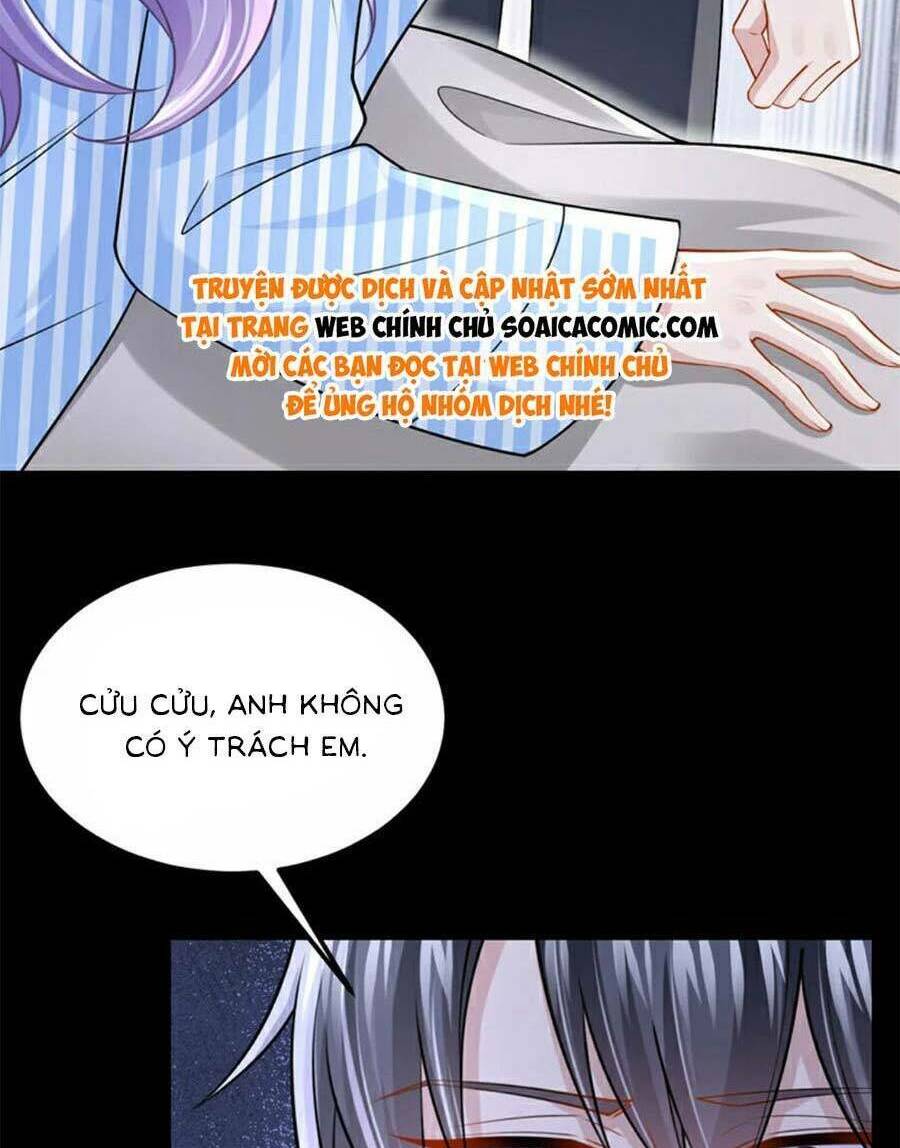 TRUYỆN ĐƯỢC DỊCH VÀ CẬP NHẬT SỚM NHẤT
TẠI TRANG WEB CHÍNH CHỦ SOAICACOMIC.COM
MỜI CÁC BẠN ĐỌC TẠI WEB CHÍNH CHỦ
ĐỂ ỦNG HỘ NHÓM DỊCH NHÉ!
CỬU CỬU, ANH KHÔNG
CÓ Ý TRÁCH EM.